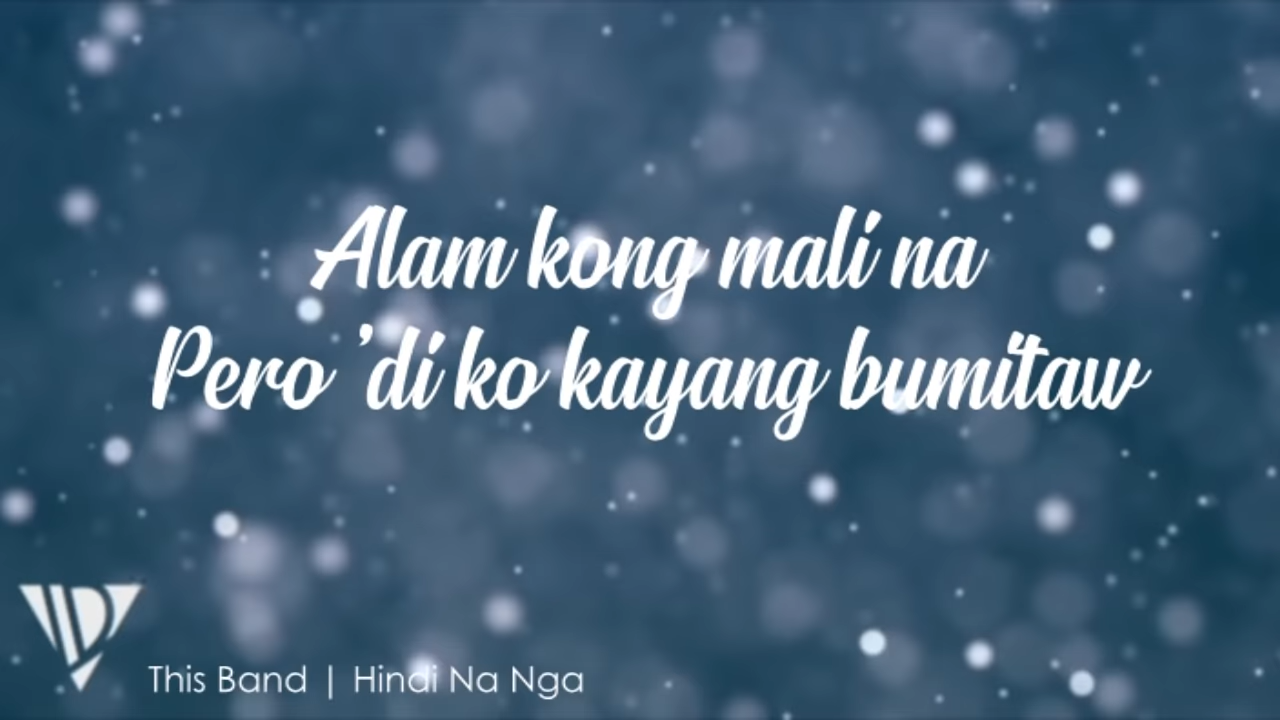 Alam kong mali na
Pero 'di ko kayang bumitaw
This Band | Hindi Na Nga